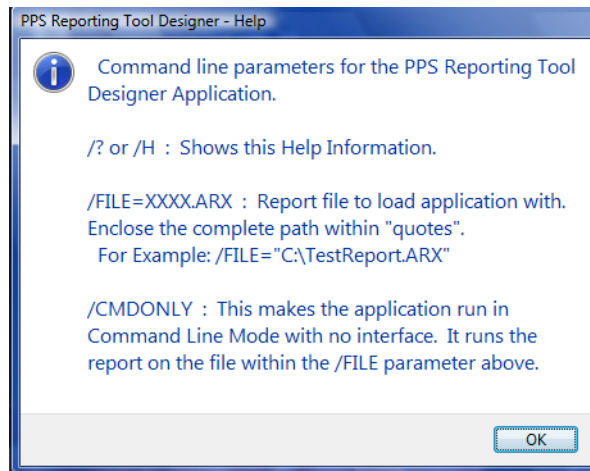 PPS Reporting Tool Designer - Help
Command line parameters for the PPS Reporting Tool
Designer Application.
/? or /H : Shows this Help Information.
/FILE=XXXX.ARX : Report file to load application with.
Enclose the complete path within "quotes".
For Example: /FILE="C:\TestReport.ARX"
/CMDONLY : This makes the application run in
Command Line Mode with no interface. It runs the
report on the file within the /FILE parameter above.
OK